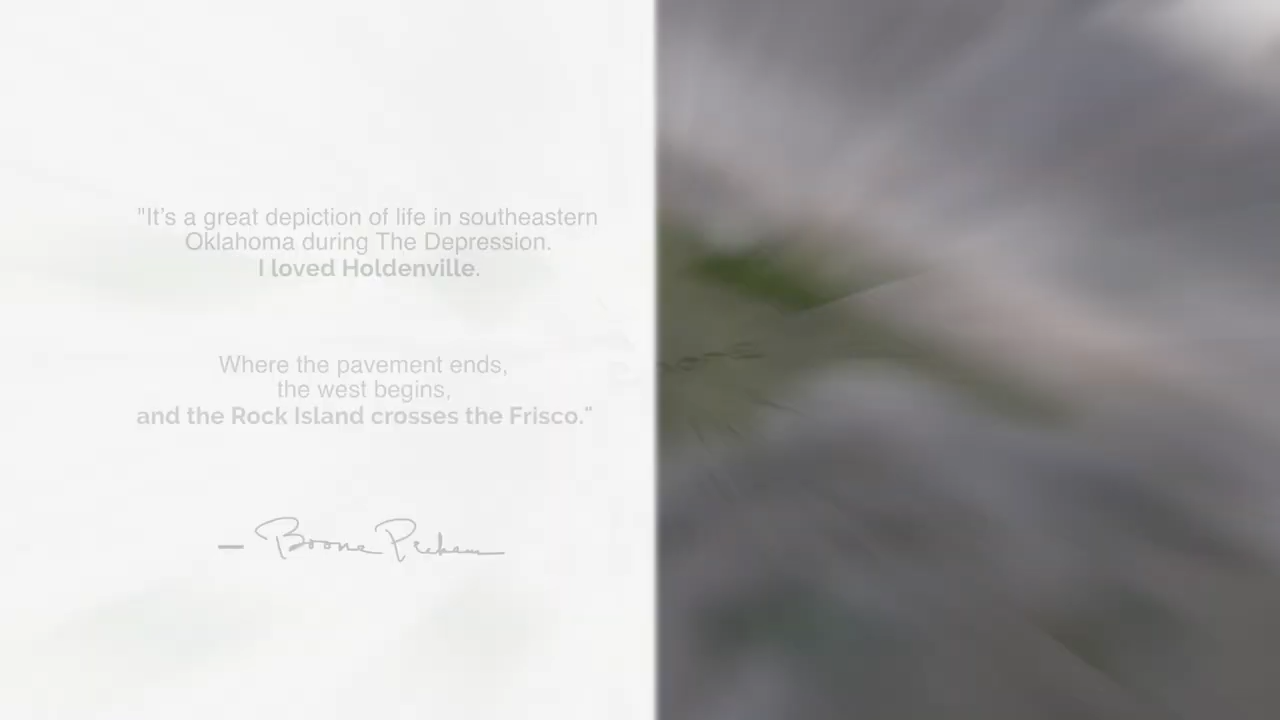 "It's a great depiction of life in southeastern
Oklahoma during The Depression.
I loved Holdenville.
Where the pavement ends,
the west begins,
and the Rock Island crosses the Frisco."
— Boone Pickens